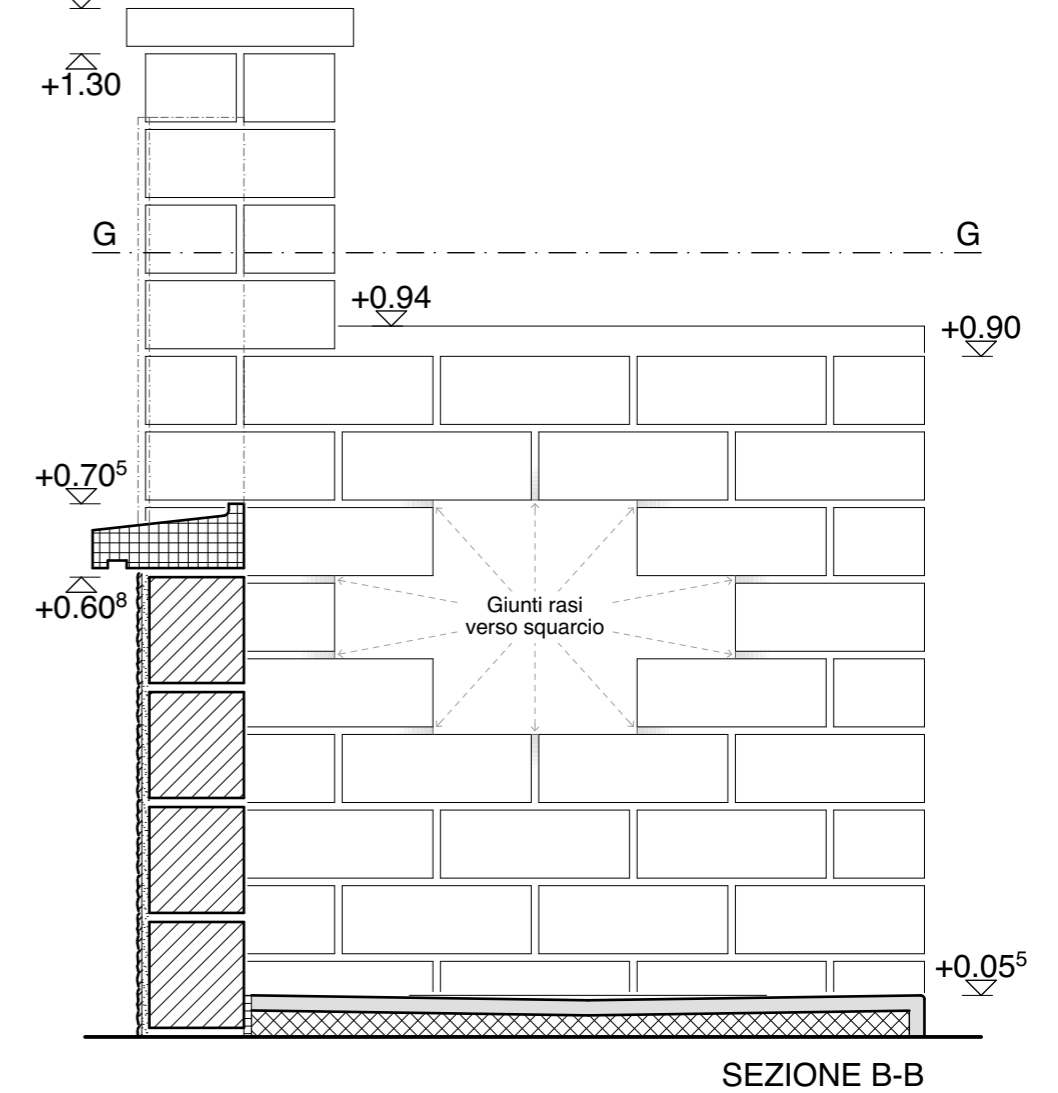 +1.30
G
G
+0.94
+0.90
+0.70⁵
+0.60⁸
Giunti rasi
verso squarcio
+0.05⁵
SEZIONE B-B